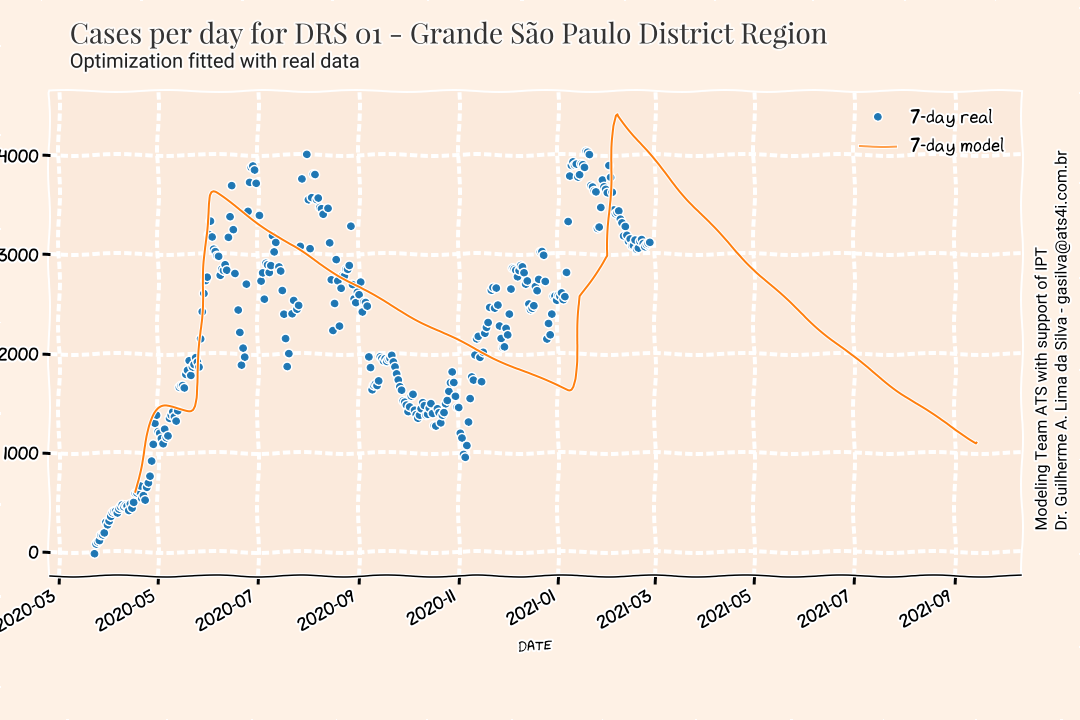 Cases per day for DRS 01 - Grande São Paulo District Region
Optimization fitted with real data
7-day real
7-day model
4000
3000
2000
1000
0
2020-03
2020-05
2020-07
2020-09
2020-11
2021-01
2021-03
2021-05
2021-07
2021-09
DATE
Modeling Team ATS with support of IPT
Dr. Guilherme A. Lima da Silva - gasilva@ats4i.com.br